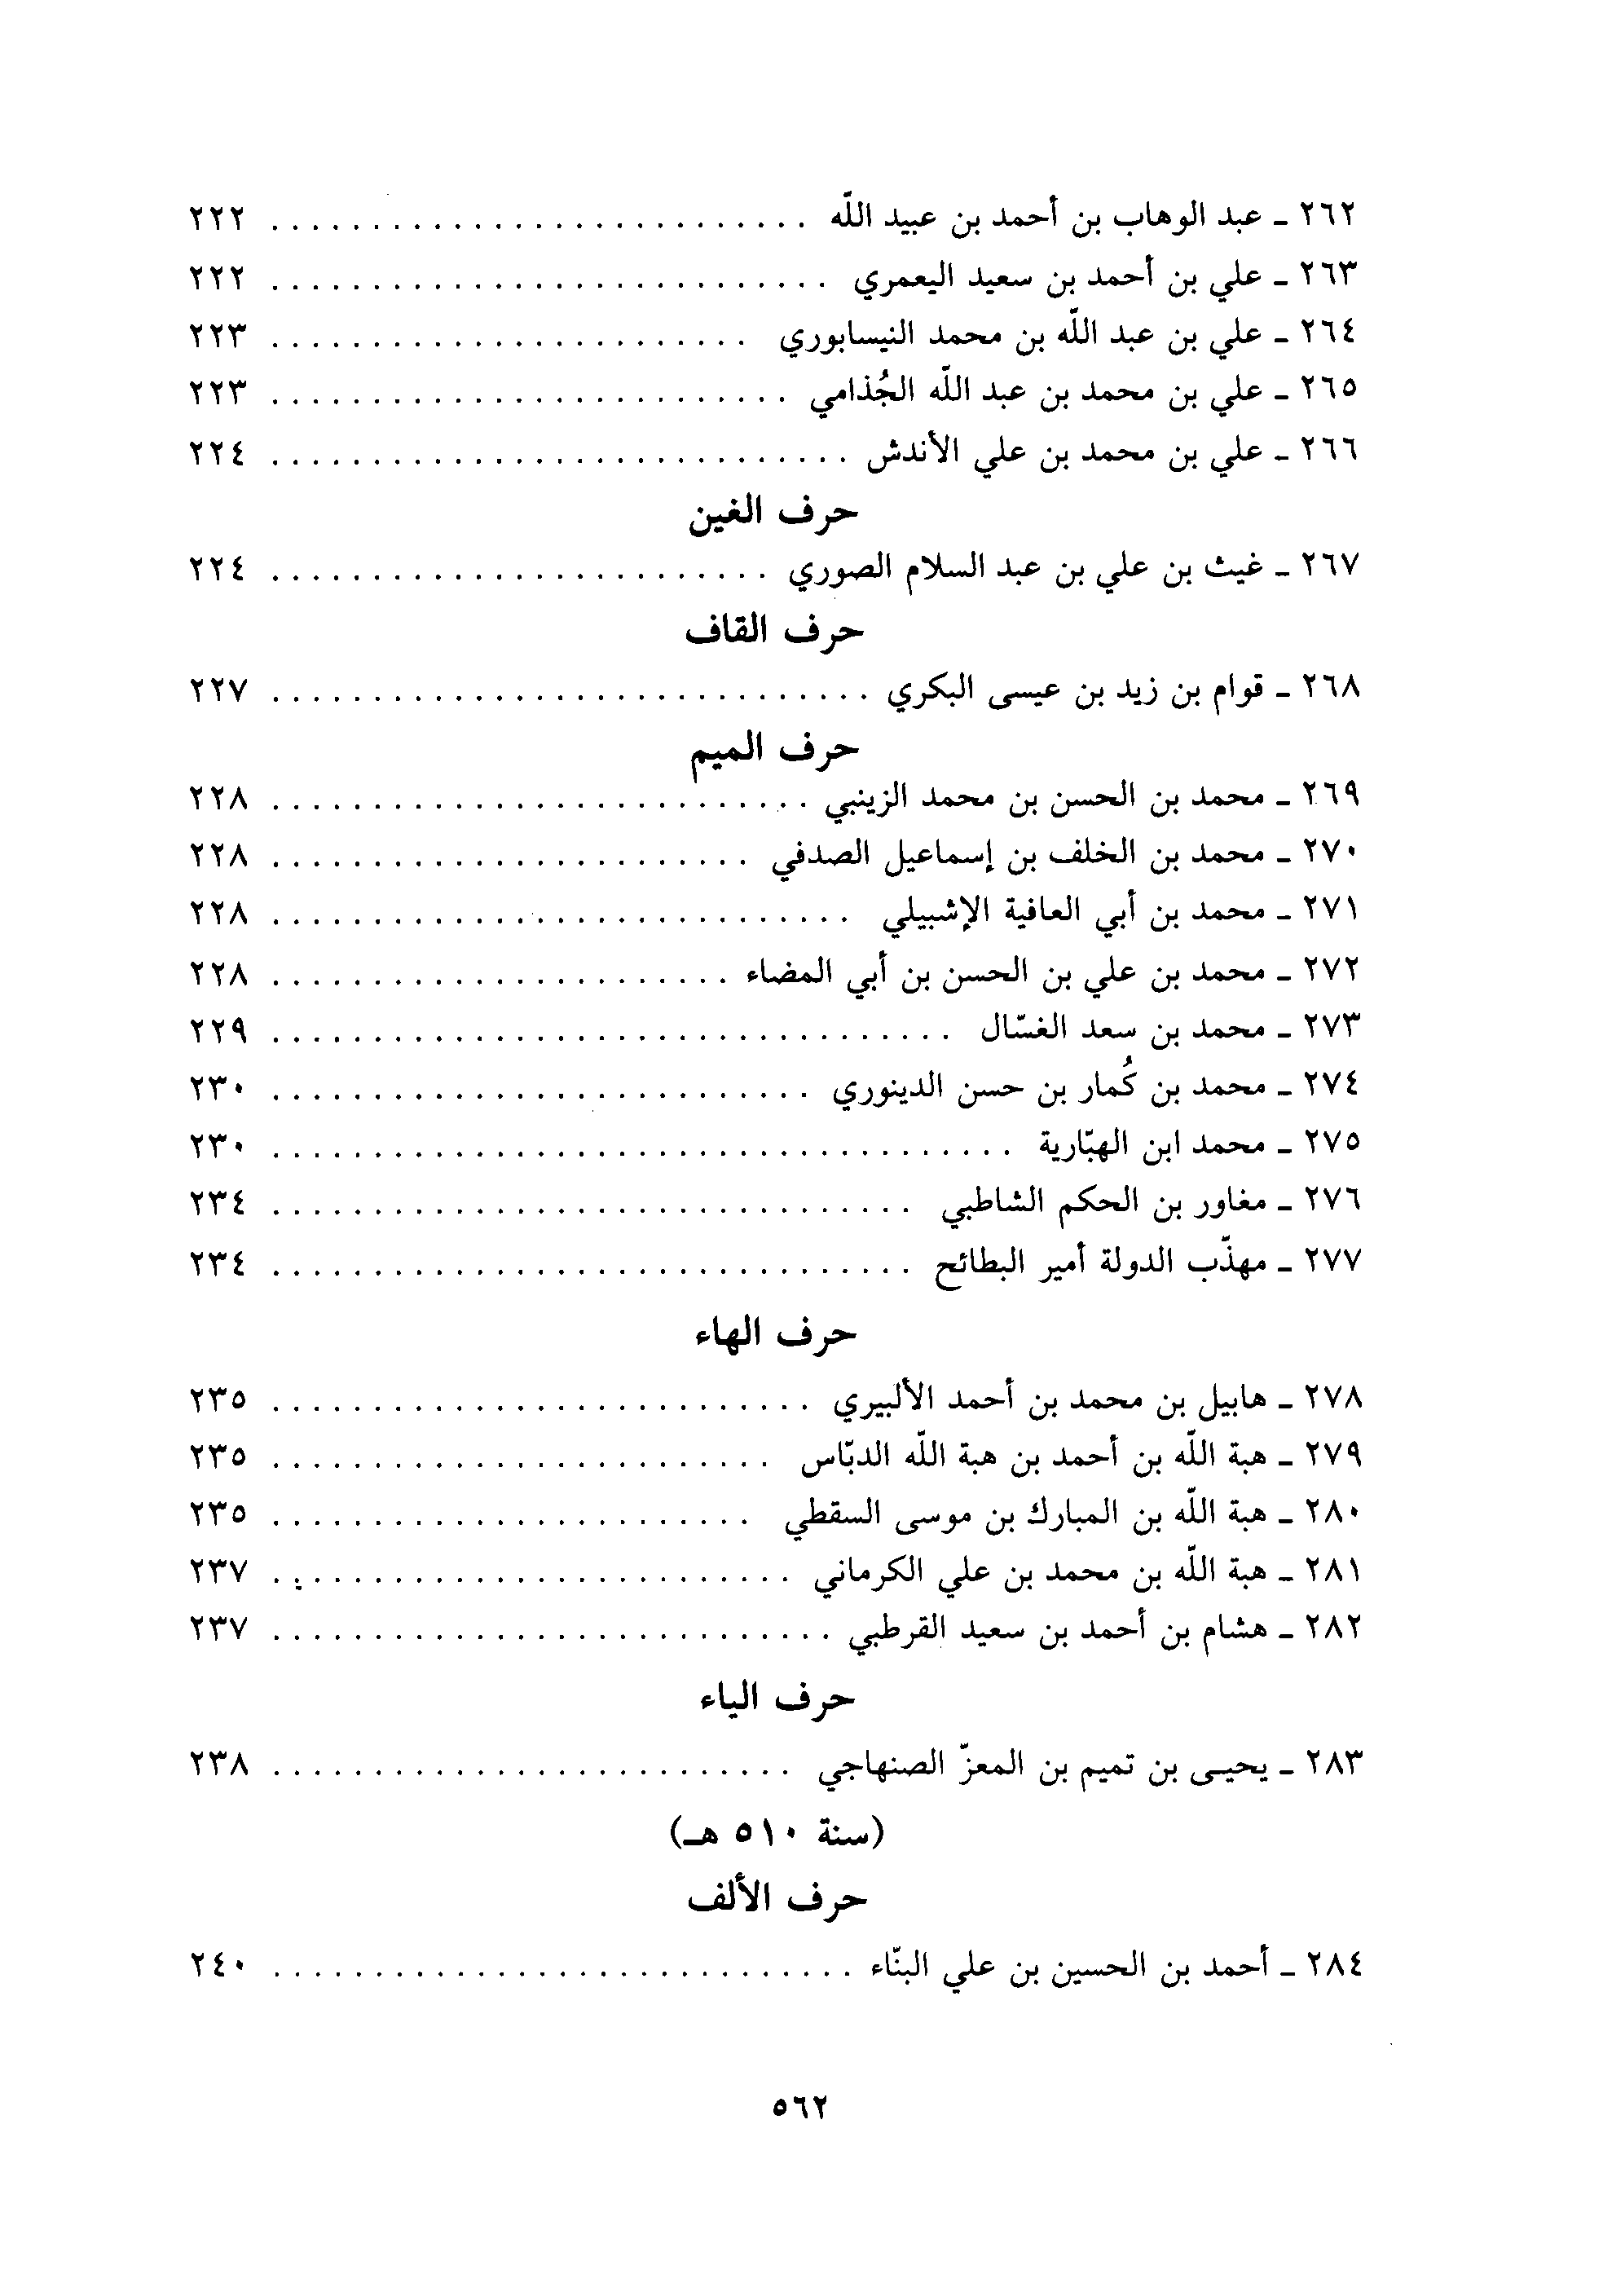 ٢٦٢ ـ عبد الوهاب بن أحمد بن عبيد اللّه . . . . . . . . . . . . . . . . . . . . . . . . . . . ٢٢٢
٢٦٣ ـ علي بن أحمد بن سعيد اليعمري . . . . . . . . . . . . . . . . . . . . . . . . . . . . ٢٢٢
٢٦٤ ـ علي بن عبد اللّه بن محمد النيسابوري . . . . . . . . . . . . . . . . . . . . . . . . ٢٢٣
٢٦٥ ـ علي بن محمد بن عبد اللّه الجُذامي . . . . . . . . . . . . . . . . . . . . . . . . . . ٢٢٣
٢٦٦ ـ علي بن محمد بن علي الأندش . . . . . . . . . . . . . . . . . . . . . . . . . . . . . ٢٢٤
حرف الغين
٢٦٧ ـ غيث بن علي بن عبد السلام الصوري . . . . . . . . . . . . . . . . . . . . . . . . . ٢٢٤
حرف القاف
٢٦٨ ـ قوام بن زيد بن عيسى البكري . . . . . . . . . . . . . . . . . . . . . . . . . . . . . . ٢٢٧
حرف الميم
٢٦٩ ـ محمد بن الحسن بن محمد الزينبي . . . . . . . . . . . . . . . . . . . . . . . . . . . ٢٢٨
٢٧٠ ـ محمد بن الخلف بن إسماعيل الصدفي . . . . . . . . . . . . . . . . . . . . . . . . ٢٢٨
٢٧١ ـ محمد بن أبي العافية الإشبيلي . . . . . . . . . . . . . . . . . . . . . . . . . . . . . ٢٢٨
٢٧٢ ـ محمد بن علي بن الحسن بن أبي المضاء . . . . . . . . . . . . . . . . . . . . . . . ٢٢٨
٢٧٣ ـ محمد بن سعد الغسّال . . . . . . . . . . . . . . . . . . . . . . . . . . . . . . . . . . ٢٢٩
٢٧٤ ـ محمد بن كُمار بن حسن الدينوري . . . . . . . . . . . . . . . . . . . . . . . . . . . ٢٣٠
٢٧٥ ـ محمد ابن الهبّارية . . . . . . . . . . . . . . . . . . . . . . . . . . . . . . . . . . . . . ٢٣٠
٢٧٦ ـ مغاور بن الحكم الشاطبي . . . . . . . . . . . . . . . . . . . . . . . . . . . . . . . . ٢٣٤
٢٧٧ ـ مهذّب الدولة أمير البطائح . . . . . . . . . . . . . . . . . . . . . . . . . . . . . . . . ٢٣٤
حرف الهاء
٢٧٨ ـ هابيل بن محمد بن أحمد الألبيري . . . . . . . . . . . . . . . . . . . . . . . . . . . ٢٣٥
٢٧٩ ـ هبة اللّه بن أحمد بن هبة اللّه الدبّاس . . . . . . . . . . . . . . . . . . . . . . . . . ٢٣٥
٢٨٠ ـ هبة اللّه بن المبارك بن موسى السقطي . . . . . . . . . . . . . . . . . . . . . . . . ٢٣٥
٢٨١ ـ هبة اللّه بن محمد بن علي الكرماني . . . . . . . . . . . . . . . . . . . . . . . . . . ٢٣٧
٢٨٢ ـ هشام بن أحمد بن سعيد القرطبي . . . . . . . . . . . . . . . . . . . . . . . . . . . . ٢٣٧
حرف الياء
٢٨٣ ـ يحيـى بن تميم بن المعزّ الصنهاجي . . . . . . . . . . . . . . . . . . . . . . . . . . ٢٣٨
(سنة ٥١٠ هـ)
حرف الألف
٢٨٤ ـ أحمد بن الحسين بن علي البنّاء . . . . . . . . . . . . . . . . . . . . . . . . . . . . . ٢٤٠
٥٦٢